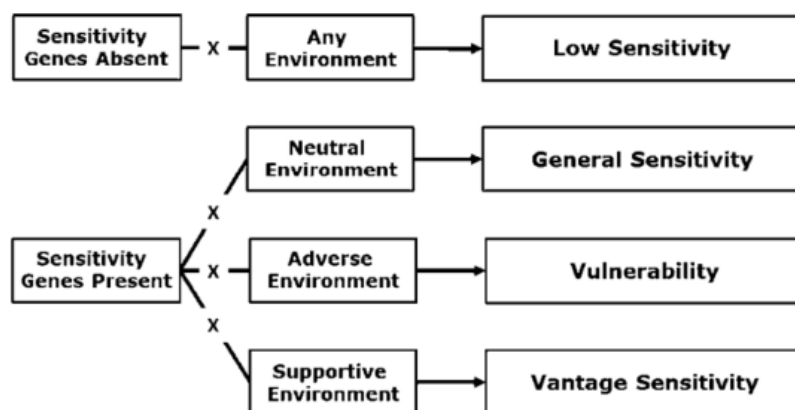 Sensitivity
Genes Absent
X
Any
Environment
Low Sensitivity
Neutral
Environment
General Sensitivity
X
Sensitivity
Genes Present
X
Adverse
Environment
Vulnerability
X
Supportive
Environment
Vantage Sensitivity